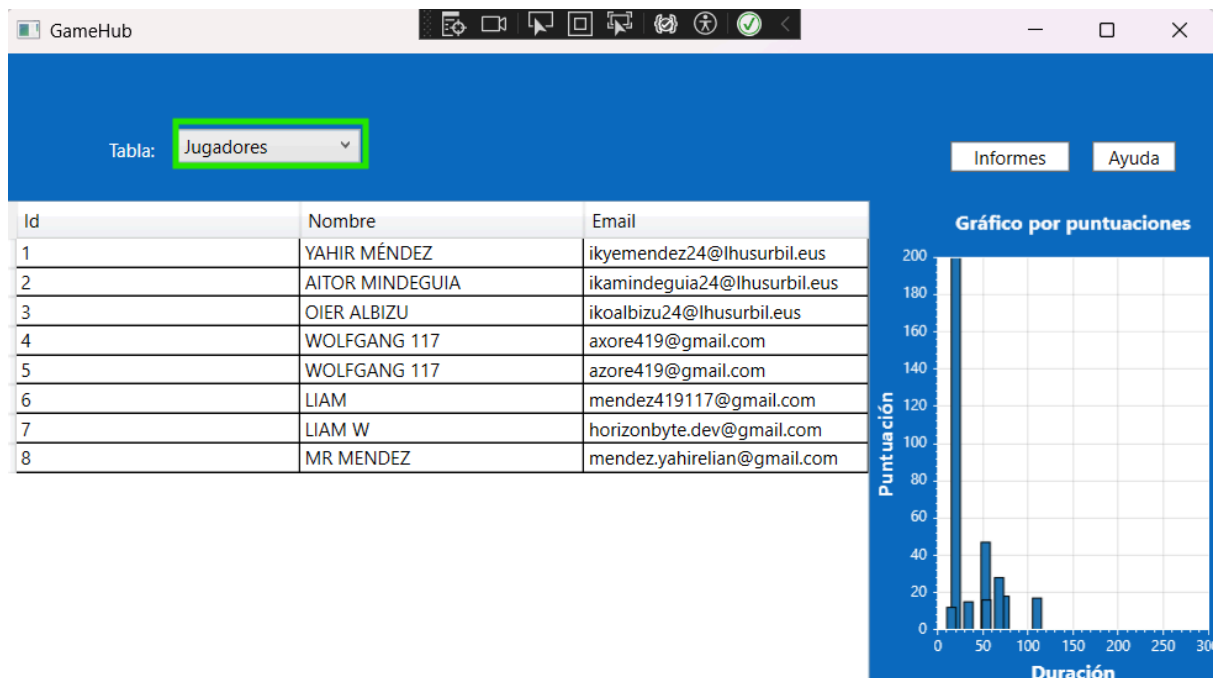 GameHub
Tabla: Jugadores
Informes Ayuda
Id Nombre Email
1 YAHIR MÉNDEZ ikyemendez24@lhusurbil.eus
2 AITOR MINDEGUIA ikamindeguia24@lhusurbil.eus
3 OIER ALBIZU ikoalbizu24@lhusurbil.eus
4 WOLFGANG 117 axore419@gmail.com
5 WOLFGANG 117 azore419@gmail.com
6 LIAM mendez419117@gmail.com
7 LIAM W horizonbyte.dev@gmail.com
8 MR MENDEZ mendez.yahirelian@gmail.com
Gráfico por puntuaciones
Puntuación
200
180
160
140
120
100
80
60
40
20
0
0 50 100 150 200 250 30
Duración